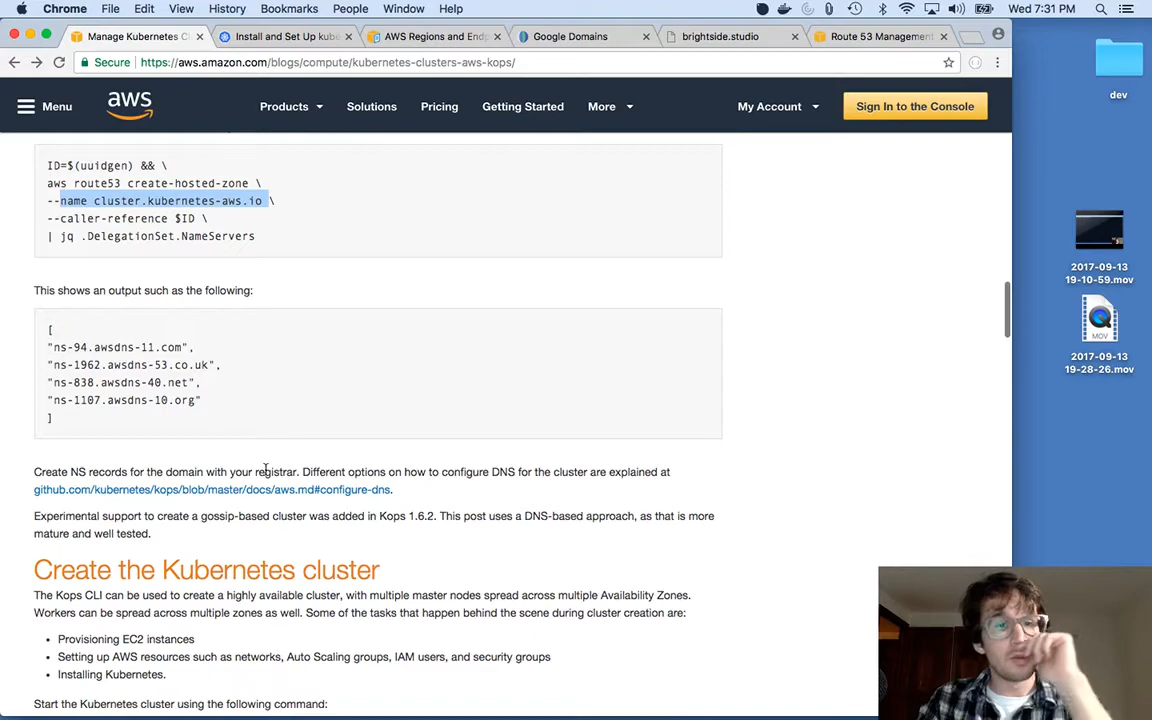 Chrome File Edit View History Bookmarks People Window Help Wed 7:31 PM
Manage Kubernetes Cl Install and Set Up kube AWS Regions and Endp Google Domains brightside.studio Route 53 Management
Secure https://aws.amazon.com/blogs/compute/kubernetes-clusters-aws-kops/
Menu aws Products Solutions Pricing Getting Started More My Account Sign In to the Console
dev
ID=$(uuidgen) && \
aws route53 create-hosted-zone \
--name cluster.kubernetes-aws.io \
--caller-reference $ID \
| jq .DelegationSet.NameServers
2017-09-13
19-10-59.mov
This shows an output such as the following:
[
"ns-94.awsdns-11.com",
"ns-1962.awsdns-53.co.uk",
"ns-838.awsdns-40.net",
"ns-1107.awsdns-10.org"
]
MOV
2017-09-13
19-28-26.mov
Create NS records for the domain with your registrar. Different options on how to configure DNS for the cluster are explained at
github.com/kubernetes/kops/blob/master/docs/aws.md#configure-dns.
Experimental support to create a gossip-based cluster was added in Kops 1.6.2. This post uses a DNS-based approach, as that is more
mature and well tested.
Create the Kubernetes cluster
The Kops CLI can be used to create a highly available cluster, with multiple master nodes spread across multiple Availability Zones.
Workers can be spread across multiple zones as well. Some of the tasks that happen behind the scene during cluster creation are:
• Provisioning EC2 instances
• Setting up AWS resources such as networks, Auto Scaling groups, IAM users, and security groups
• Installing Kubernetes.
Start the Kubernetes cluster using the following command: